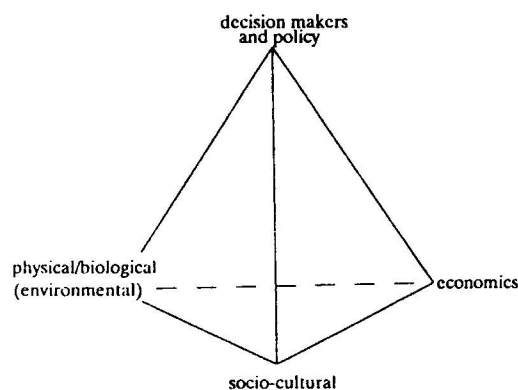 decision makers
and policy
physical/biological
(environmental)
economics
socio-cultural